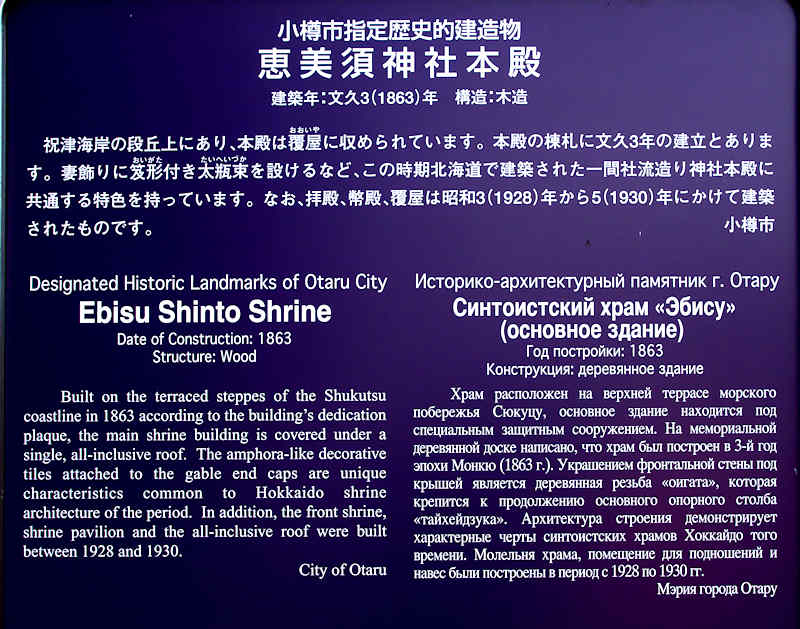 小樽市指定歴史的建造物
恵美須神社本殿
建築年：文久3（1863）年　構造：木造
祝津海岸の段丘上にあり、本殿は覆屋に収められています。本殿の棟札に文久3年の建立とありま
す。妻飾りに笈形付き太瓶束を設けるなど、この時期北海道で建築された一間社流造り神社本殿に
共通する特色を持っています。なお、拝殿、幣殿、覆屋は昭和3（1928）年から5（1930）年にかけて建築
されたものです。
小樽市
おおいや
おいがた
たいへいづか
Designated Historic Landmarks of Otaru City
Ebisu Shinto Shrine
Date of Construction: 1863
Structure: Wood
Built on the terraced steppes of the Shukutsu
coastline in 1863 according to the building's dedication
plaque, the main shrine building is covered under a
single, all-inclusive roof. The amphora-like decorative
tiles attached to the gable end caps are unique
characteristics common to Hokkaido shrine
architecture of the period. In addition, the front shrine,
shrine pavilion and the all-inclusive roof were built
between 1928 and 1930.
City of Otaru
Историко-архитектурный памятник г. Отару
Синтоистский храм «Эбису»
(основное здание)
Год постройки: 1863
Конструкция: деревянное здание
Храм расположен на верхней террасе морского
побережья Сюкуцу, основное здание находится под
специальным защитным сооружением. На мемориальной
деревянной доске написано, что храм был построен в 3-й год
эпохи Монкю (1863 г.). Украшением фронтальной стены под
крышей является деревянная резьба «оигата», которая
крепится к продолжению основного опорного столба
«тайхейдзука». Архитектура строения демонстрирует
характерные черты синтоистских храмов Хоккайдо того
времени. Молельня храма, помещение для подношений и
навес были построены в период с 1928 по 1930 гг.
Мэрия города Отару